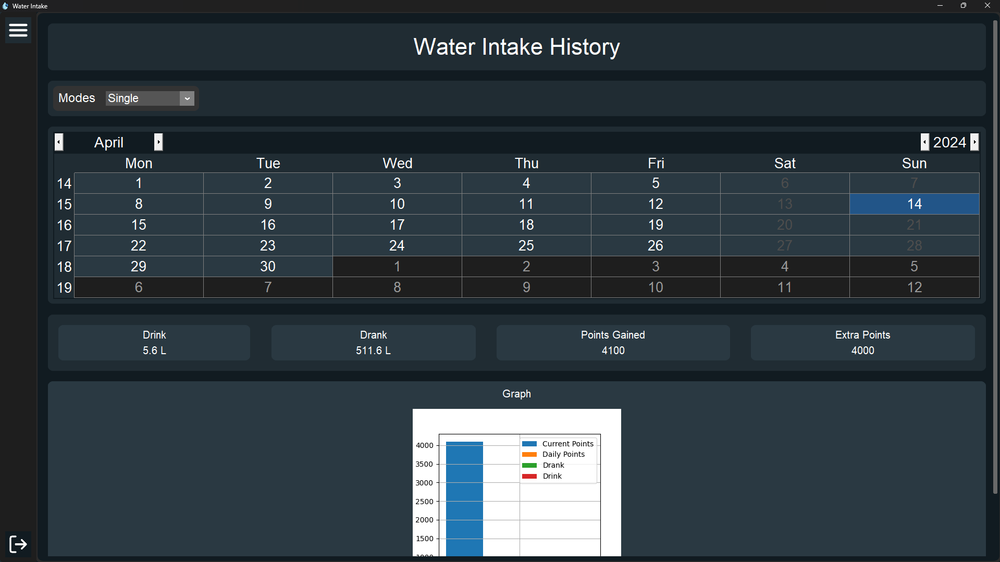 Water Intake
Water Intake History
Modes Single
April 2024
Mon Tue Wed Thu Fri Sat Sun
14 1 2 3 4 5 6 7
15 8 9 10 11 12 13 14
16 15 16 17 18 19 20 21
17 22 23 24 25 26 27 28
18 29 30 1 2 3 4 5
19 6 7 8 9 10 11 12
Drink Drank Points Gained Extra Points
5.6 L 511.6 L 4100 4000
Graph
4000
3500
3000
2500
2000
1500
1000
Current Points
Daily Points
Drank
Drink